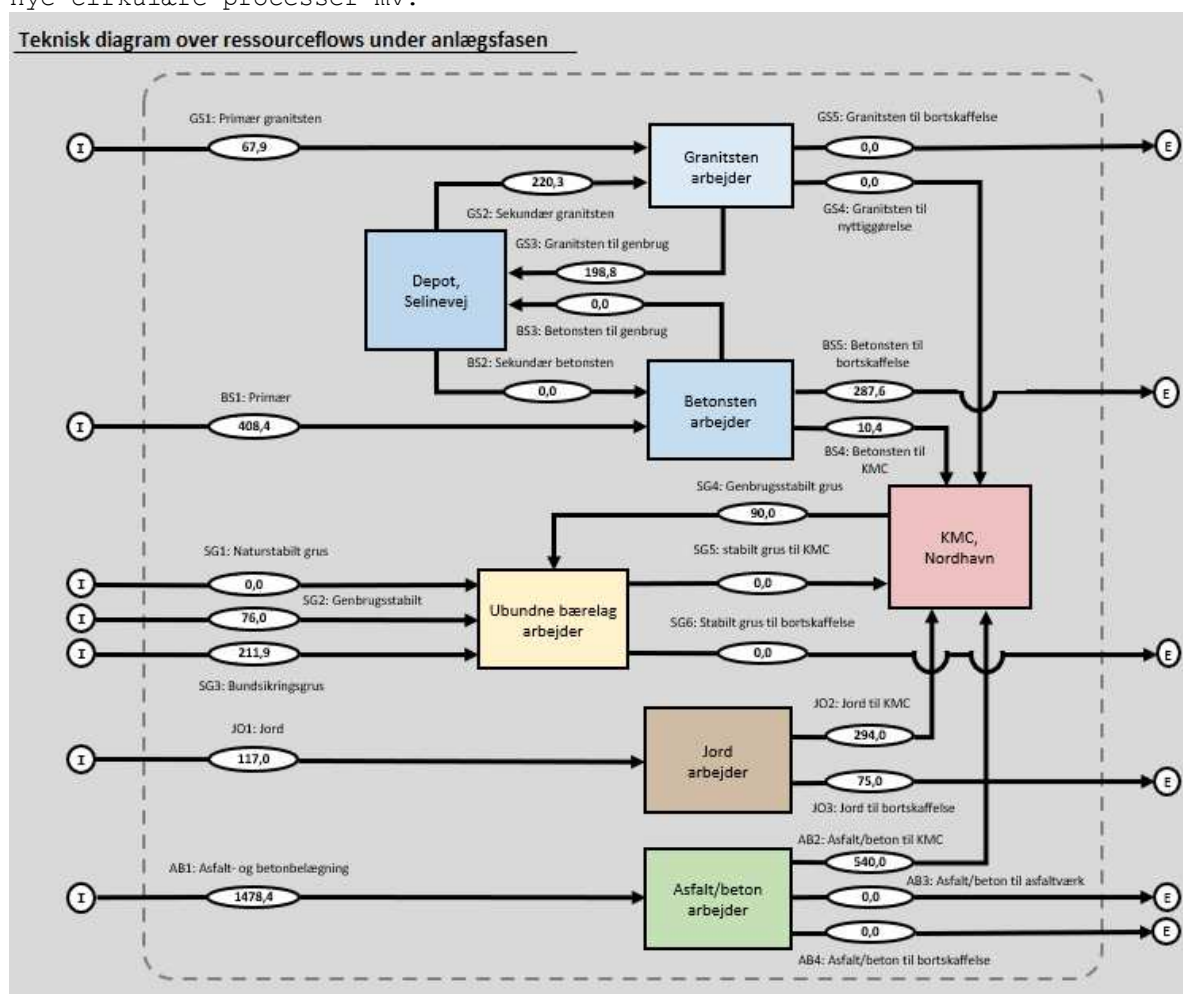 nye cirkulære processer mv.
Teknisk diagram over ressourceflows under anlægsfasen
GS1: Primær granitsten
GS5: Granitsten til bortskaffelse
I
67,9
Granitsten
arbejder
0,0
E
220,3
0,0
GS2: Sekundær granitsten
GS4: Granitsten til
nyttiggørelse
GS3: Granitsten til genbrug
Depot,
Selinevej
198,8
0,0
BS3: Betonsten til genbrug
BS5: Betonsten til
bortskaffelse
BS2: Sekundær betonsten
0,0
287,6
E
BS1: Primær
Betonsten
arbejder
I
408,4
10,4
BS4: Betonsten til
KMC
SG4: Genbrugsstabilt grus
90,0
KMC,
Nordhavn
SG1: Naturstabilt grus
SG5: stabilt grus til KMC
I
0,0
0,0
SG2: Genbrugsstabilt
Ubundne bærelag
arbejder
I
76,0
SG6: Stabilt grus til bortskaffelse
I
211,9
0,0
E
SG3: Bundsikringsgrus
JO2: Jord til KMC
JO1: Jord
294,0
Jord
arbejder
I
117,0
75,0
E
JO3: Jord til bortskaffelse
AB2: Asfalt/beton til KMC
540,0
AB1: Asfalt- og betonbelægning
AB3: Asfalt/beton til asfaltværk
Asfalt/beton
arbejder
I
1478,4
0,0
E
0,0
E
AB4: Asfalt/beton til bortskaffelse